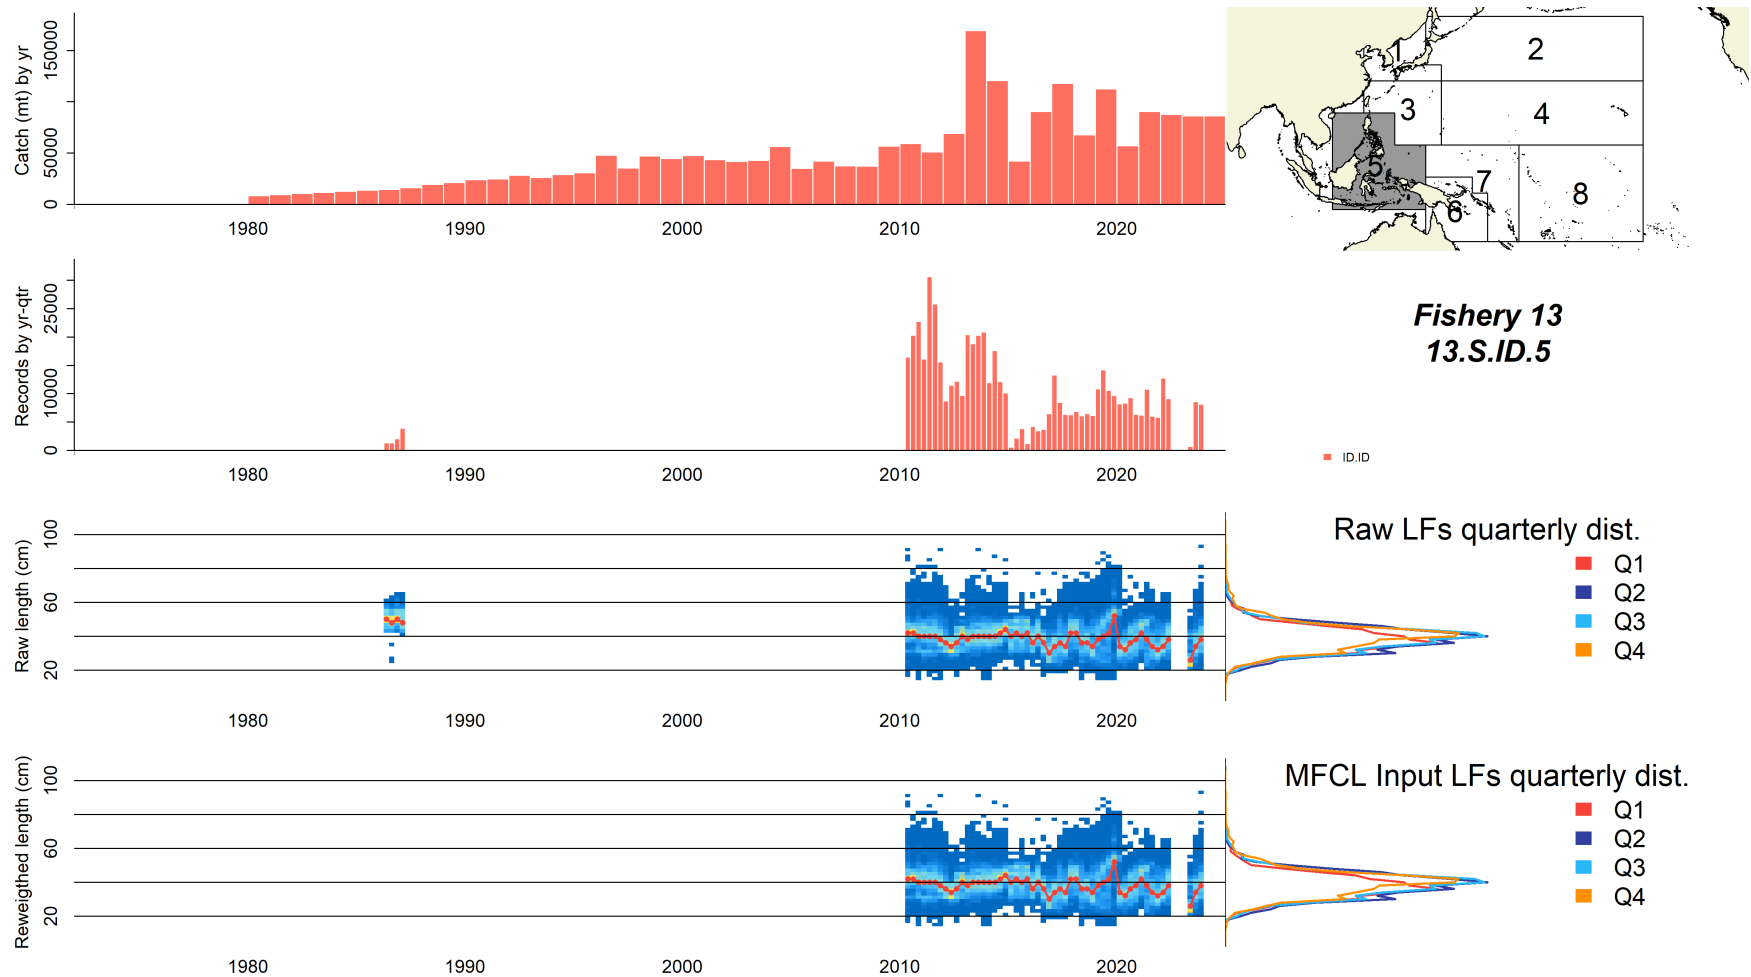 Catch (mt) by yr
0
50000
150000
1980
1990
2000
2010
2020
1
2
3
4
5
6
7
8
Records by yr-qtr
0
10000
25000
1980
1990
2000
2010
2020
Fishery 13
13.S.ID.5
ID.ID
Raw length (cm)
20
60
100
1980
1990
2000
2010
2020
Raw LFs quarterly dist.
Q1
Q2
Q3
Q4
Reweigthed length (cm)
20
60
100
1980
1990
2000
2010
2020
MFCL Input LFs quarterly dist.
Q1
Q2
Q3
Q4